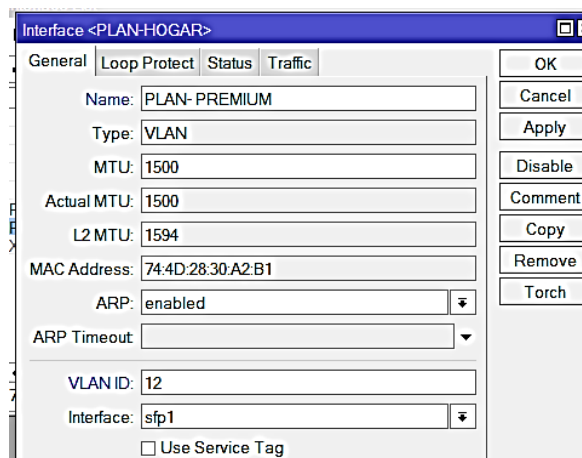 Interface <PLAN-HOGAR>
General Loop Protect Status Traffic
Name: PLAN- PREMIUM
Type: VLAN
MTU: 1500
Actual MTU: 1500
L2 MTU: 1594
MAC Address: 74:4D:28:30:A2:B1
ARP: enabled
ARP Timeout:
VLAN ID: 12
Interface: sfp1
Use Service Tag
OK
Cancel
Apply
Disable
Comment
Copy
Remove
Torch